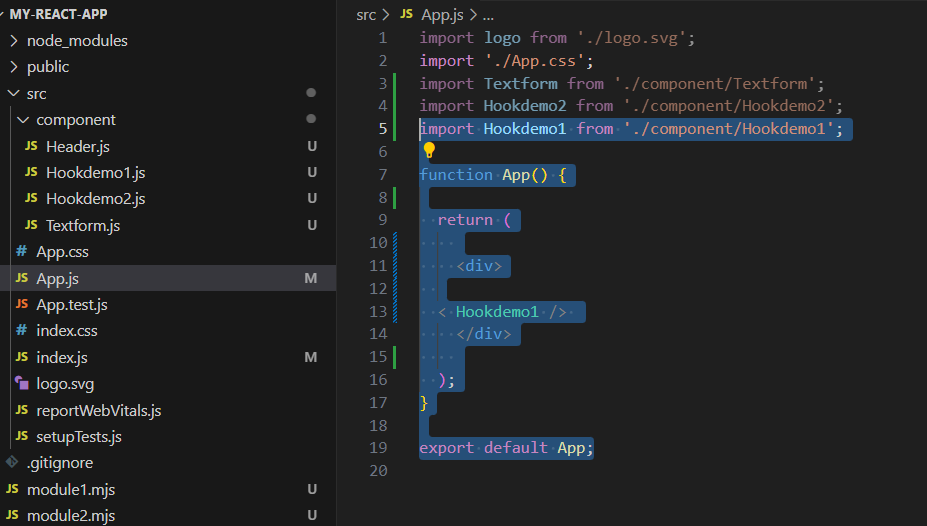 MY-REACT-APP
node_modules
public
src
component
JS Header.js U
JS Hookdemo1.js U
JS Hookdemo2.js U
JS Textform.js U
# App.css
JS App.js M
JS App.test.js
# index.css
JS index.js M
logo.svg
JS reportWebVitals.js
JS setupTests.js
.gitignore
JS module1.mjs U
JS module2.mjs U
src > JS App.js > ...
1 import logo from './logo.svg';
2 import './App.css';
3 import Textform from './component/Textform';
4 import Hookdemo2 from './component/Hookdemo2';
5 import Hookdemo1 from './component/Hookdemo1';
6
7 function App() {
8
9 return (
10
11 <div>
12
13 < Hookdemo1 />
14 </div>
15
16 );
17 }
18
19 export default App;
20